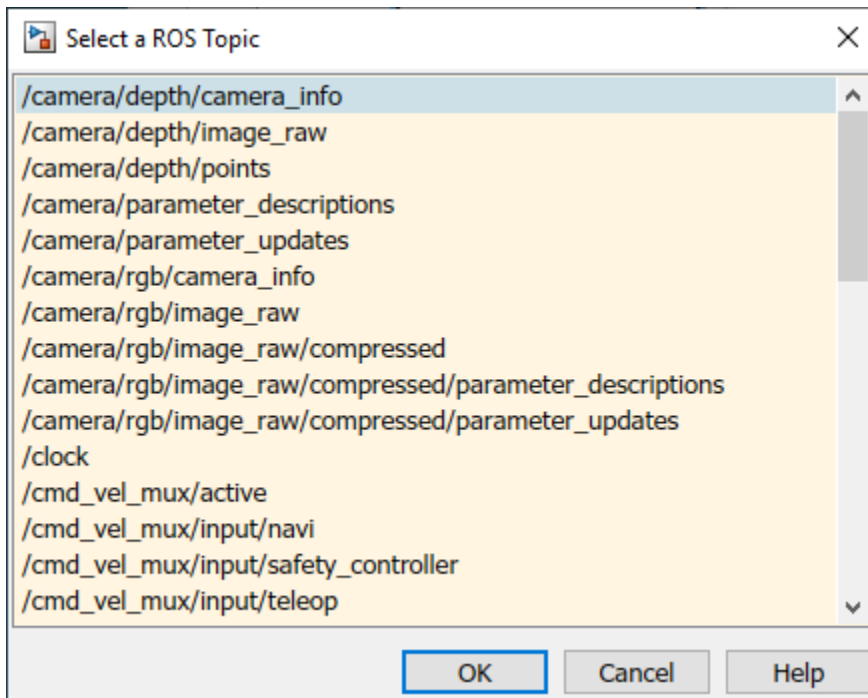 Select a ROS Topic
/camera/depth/camera_info
/camera/depth/image_raw
/camera/depth/points
/camera/parameter_descriptions
/camera/parameter_updates
/camera/rgb/camera_info
/camera/rgb/image_raw
/camera/rgb/image_raw/compressed
/camera/rgb/image_raw/compressed/parameter_descriptions
/camera/rgb/image_raw/compressed/parameter_updates
/clock
/cmd_vel_mux/active
/cmd_vel_mux/input/navi
/cmd_vel_mux/input/safety_controller
/cmd_vel_mux/input/teleop
OK Cancel Help